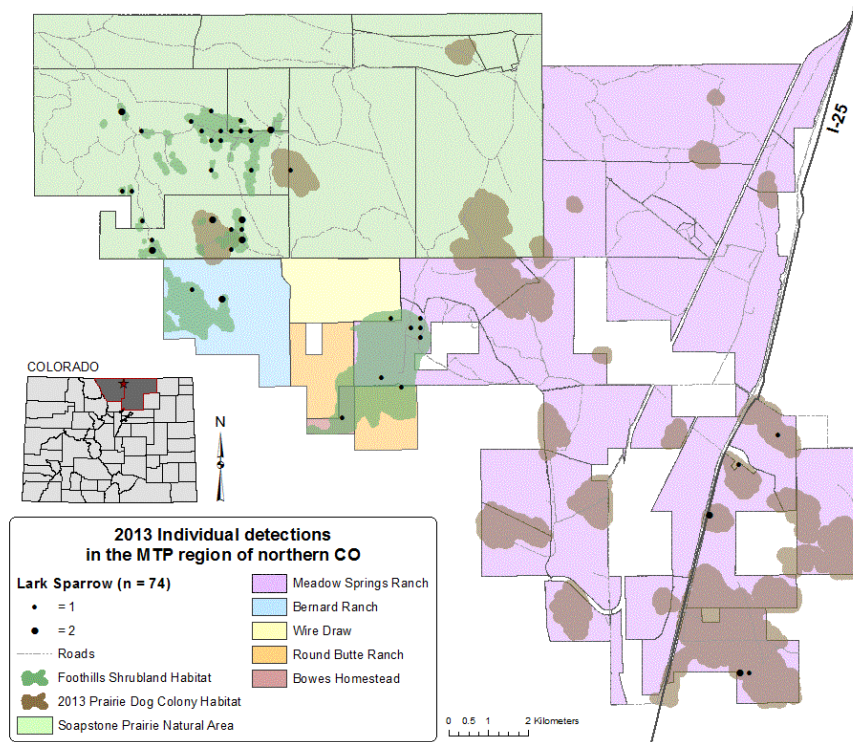 I-25
COLORADO
N
2013 Individual detections
in the MTP region of northern CO
Lark Sparrow (n = 74)
= 1
= 2
Roads
Foothills Shrubland Habitat
2013 Prairie Dog Colony Habitat
Soapstone Prairie Natural Area
Meadow Springs Ranch
Bernard Ranch
Wire Draw
Round Butte Ranch
Bowes Homestead
0 0.5 1 2 Kilometers